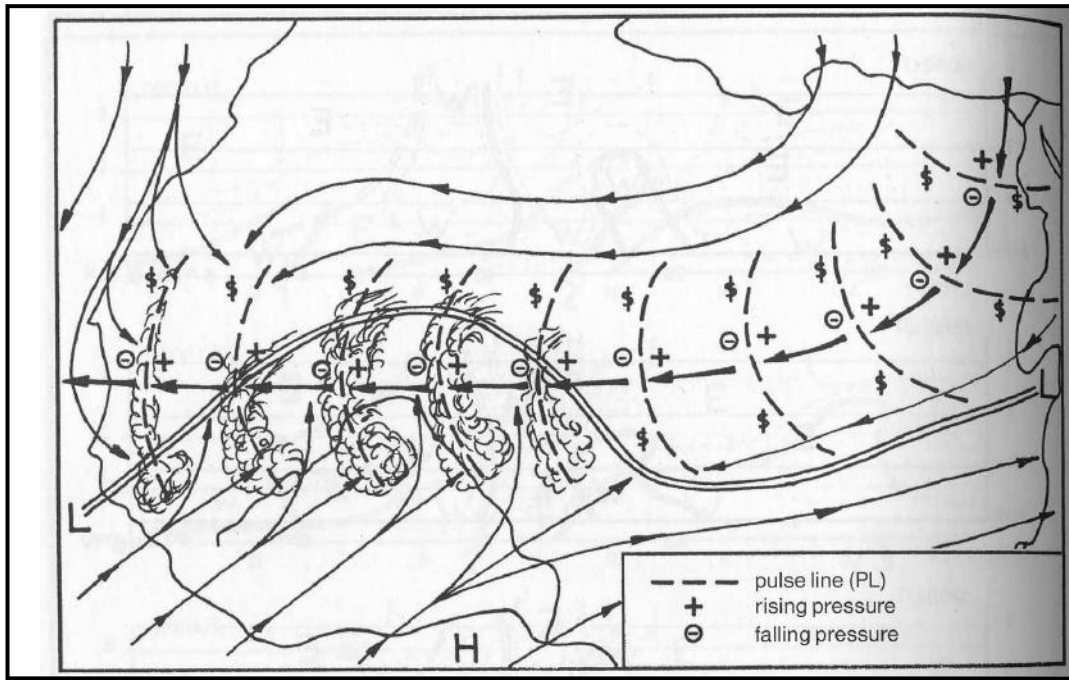 L
L
H
pulse line (PL)
+ rising pressure
⊖ falling pressure